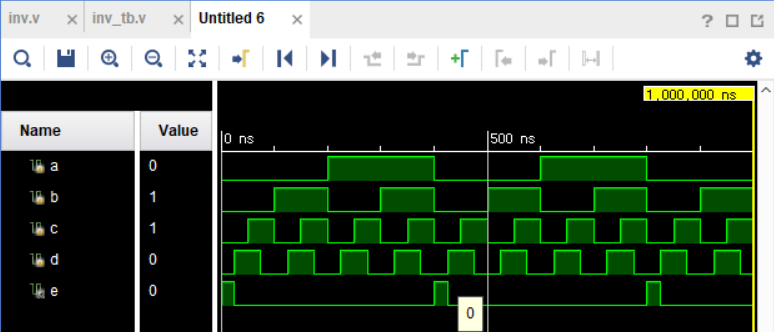 inv.v × inv_tb.v × Untitled 6 ×
?
1,000,000 ns
Name Value
0 ns 500 ns
a 0
b 1
c 1
d 0
e 0
0